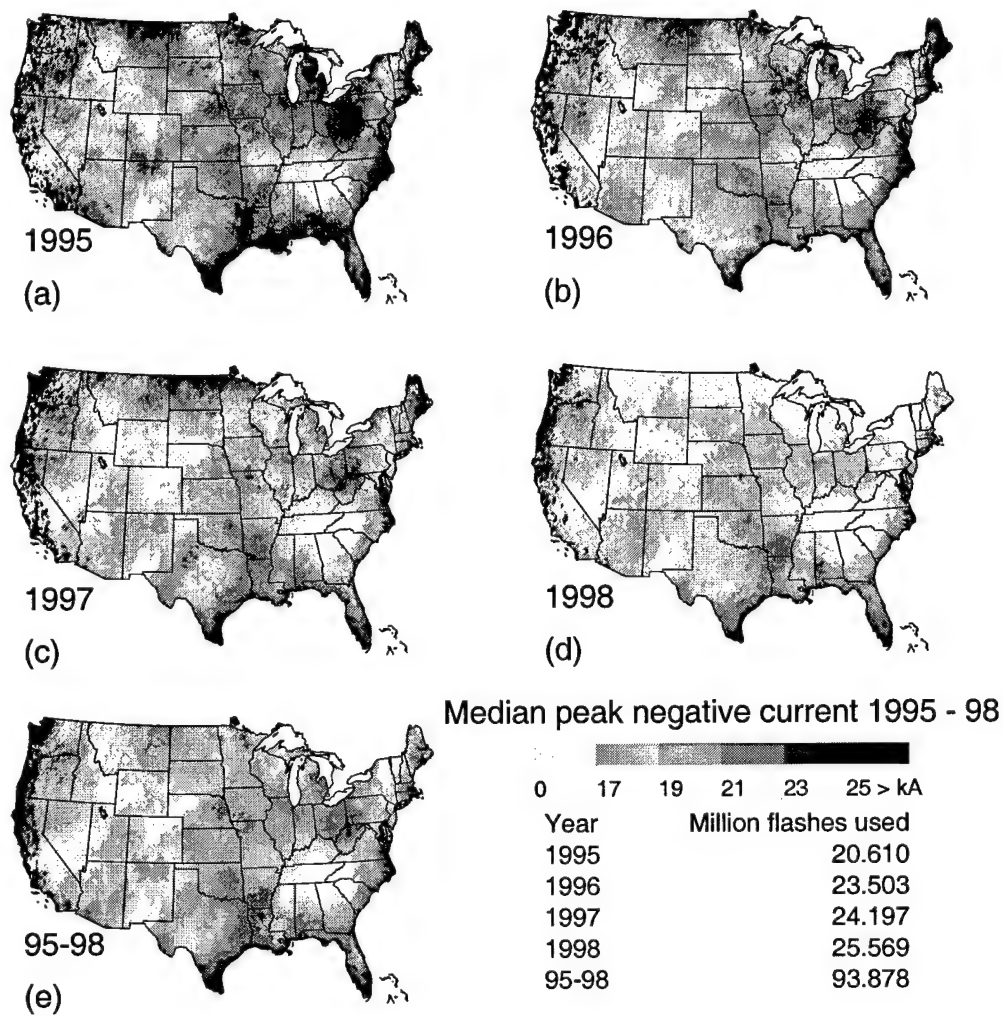 1995
(a)
1996
(b)
1997
(c)
1998
(d)
95-98
(e)
Median peak negative current 1995 - 98
0 17 19 21 23 25 > kA
Year Million flashes used
1995 20.610
1996 23.503
1997 24.197
1998 25.569
95-98 93.878